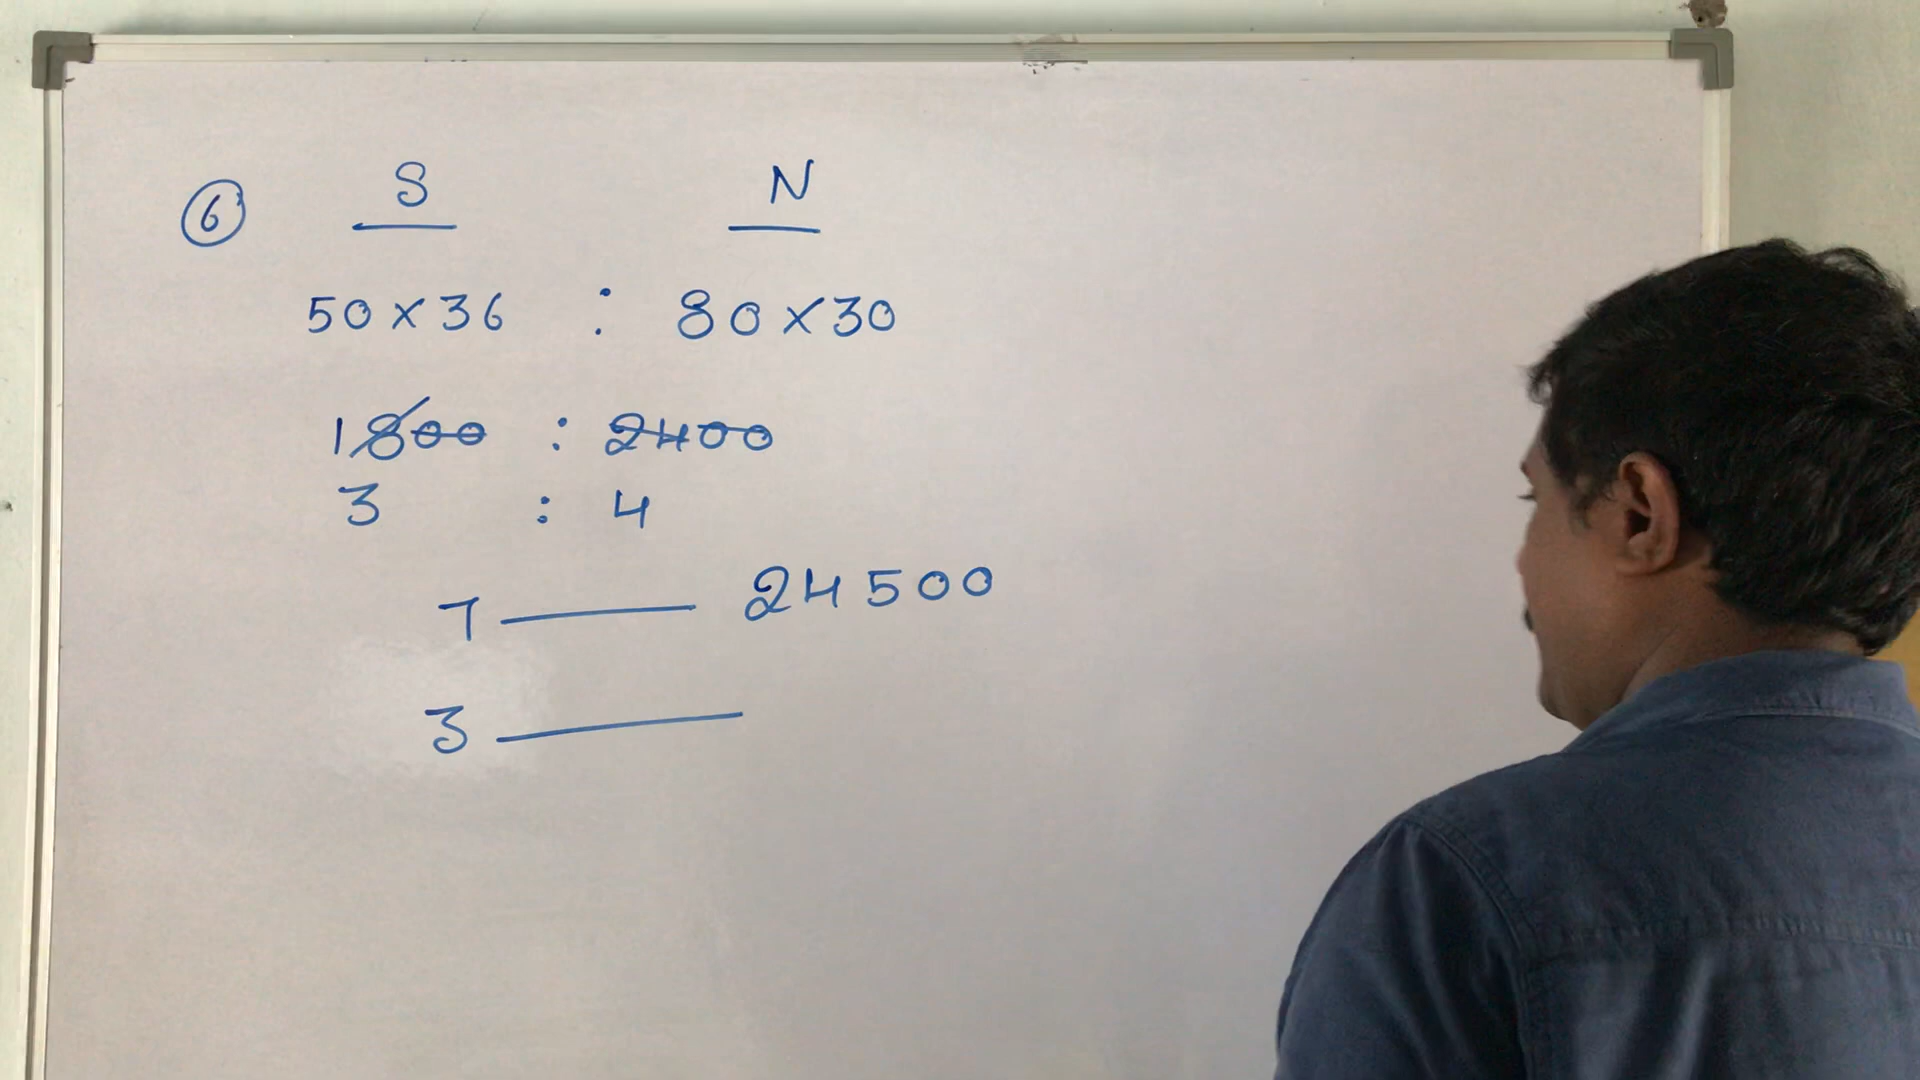 6 S N
50 x 36 : 80 x 30
1800 : 2400
3 : 4
7 —— 24500
3 ——